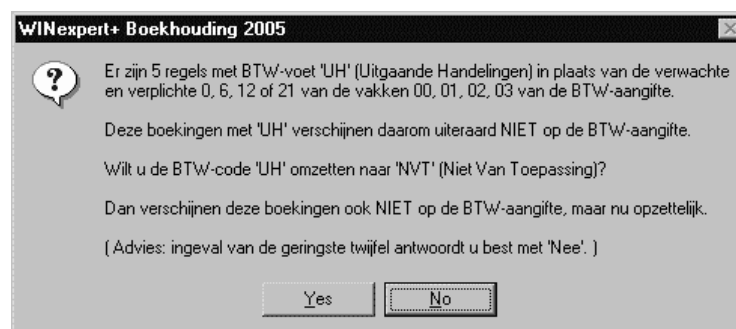 WINexpert+ Boekhouding 2005
Er zijn 5 regels met BTW-voet 'UH' (Uitgaande Handelingen) in plaats van de verwachte
en verplichte 0, 6, 12 of 21 van de vakken 00, 01, 02, 03 van de BTW-aangifte.
Deze boekingen met 'UH' verschijnen daarom uiteraard NIET op de BTW-aangifte.
Wilt u de BTW-code 'UH' omzetten naar 'NVT' (Niet Van Toepassing)?
Dan verschijnen deze boekingen ook NIET op de BTW-aangifte, maar nu opzettelijk.
( Advies: ingeval van de geringste twijfel antwoordt u best met 'Nee'. )
Yes
No